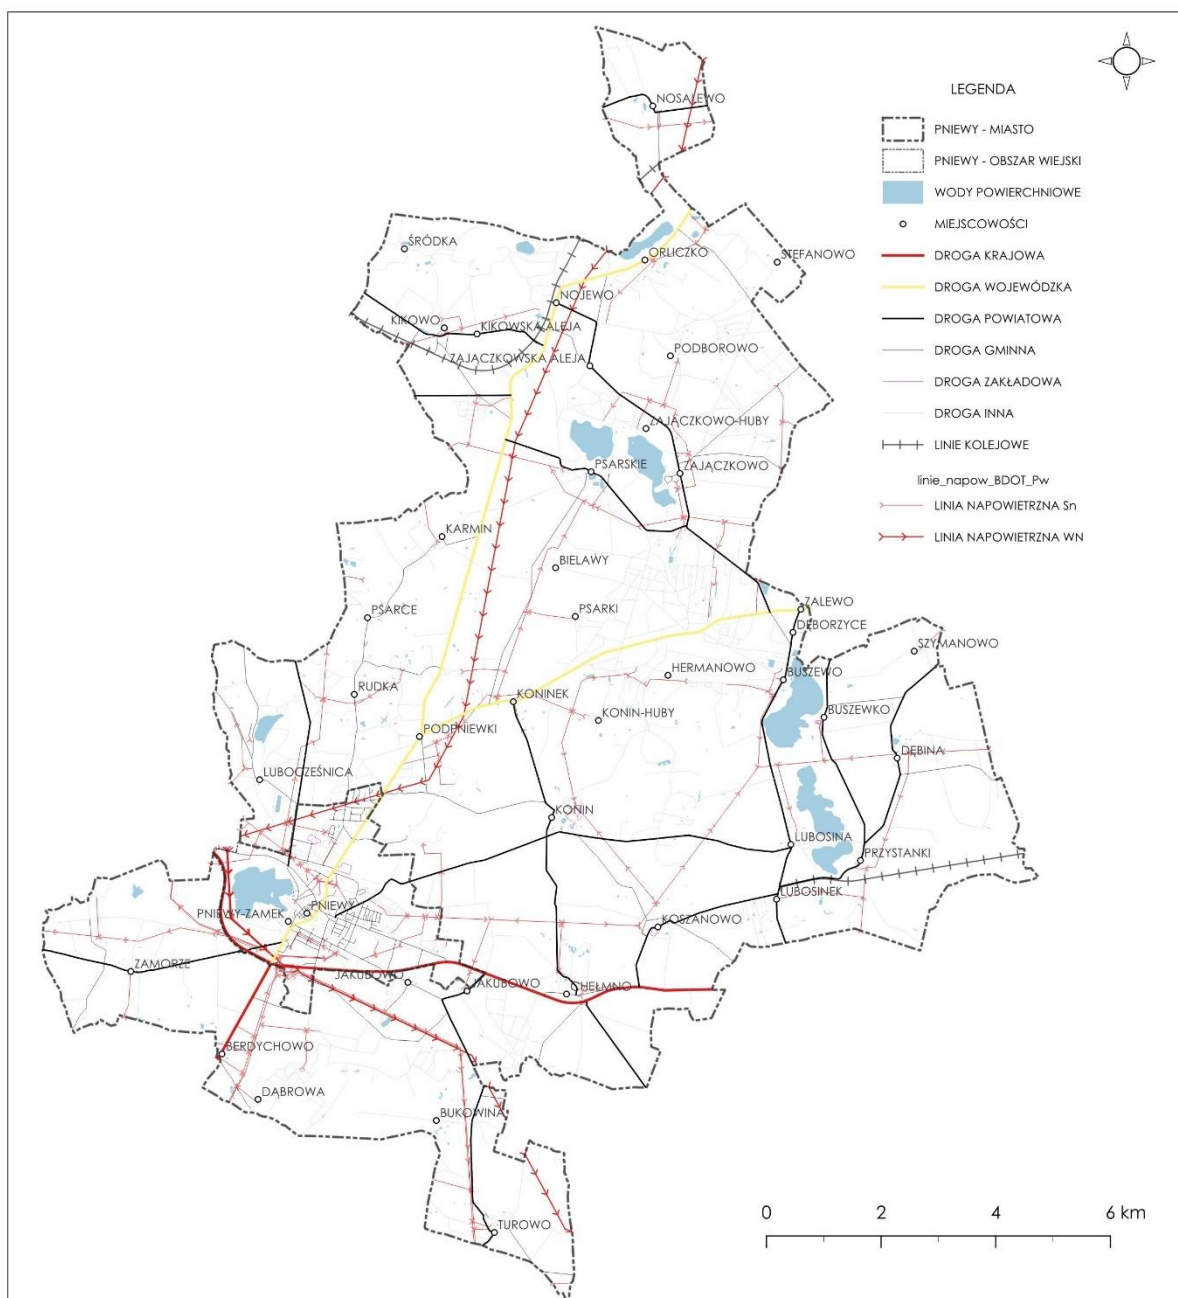 LEGENDA
PNIEWY - MIASTO
PNIEWY - OBSZAR WIEJSKI
WODY POWIERCHNIOWE
MIEJSCOWOŚCI
DROGA KRAJOWA
DROGA WOJEWÓDZKA
DROGA POWIATOWA
DROGA GMINNA
DROGA ZAKŁADOWA
DROGA INNA
LINIE KOLEJOWE
linie_napow_BDOT_Pw
LINIA NAPOWIETRZNA Sn
LINIA NAPOWIETRZNA WN
NOSALEWO
ŚRÓDKA
ORLICZKO
STEFANOWO
NOJEWO
KIKOWO
KIKOWSKA ALEJA
ZAJĄCZKOWSKA ALEJA
PODBOROWO
ZAJĄCZKOWO-HUBY
PSARSKIE
ZAJĄCZKOWO
KARMIN
BIELAWY
PSARCE
PSARKI
ZALEWO
DĘBORZYCE
SZYMANOWO
HERMANOWO
BUSZEWO
RUDKA
KONINEK
KONIN-HUBY
BUSZEWKO
PODPNIEWKI
DĘBINA
LUBOCZEŚNICA
KONIN
LUBOSINA
PRZYSTANKI
LUBOSINEK
PNIEWY
PNIEWY-ZAMEK
KOSZANOWO
ZAMORZE
JAKUBOWO
JAKUBOWO
CHEŁMNO
BERDYCHOWO
DĄBROWA
BUKOWINA
TUROWO
0 2 4 6 km